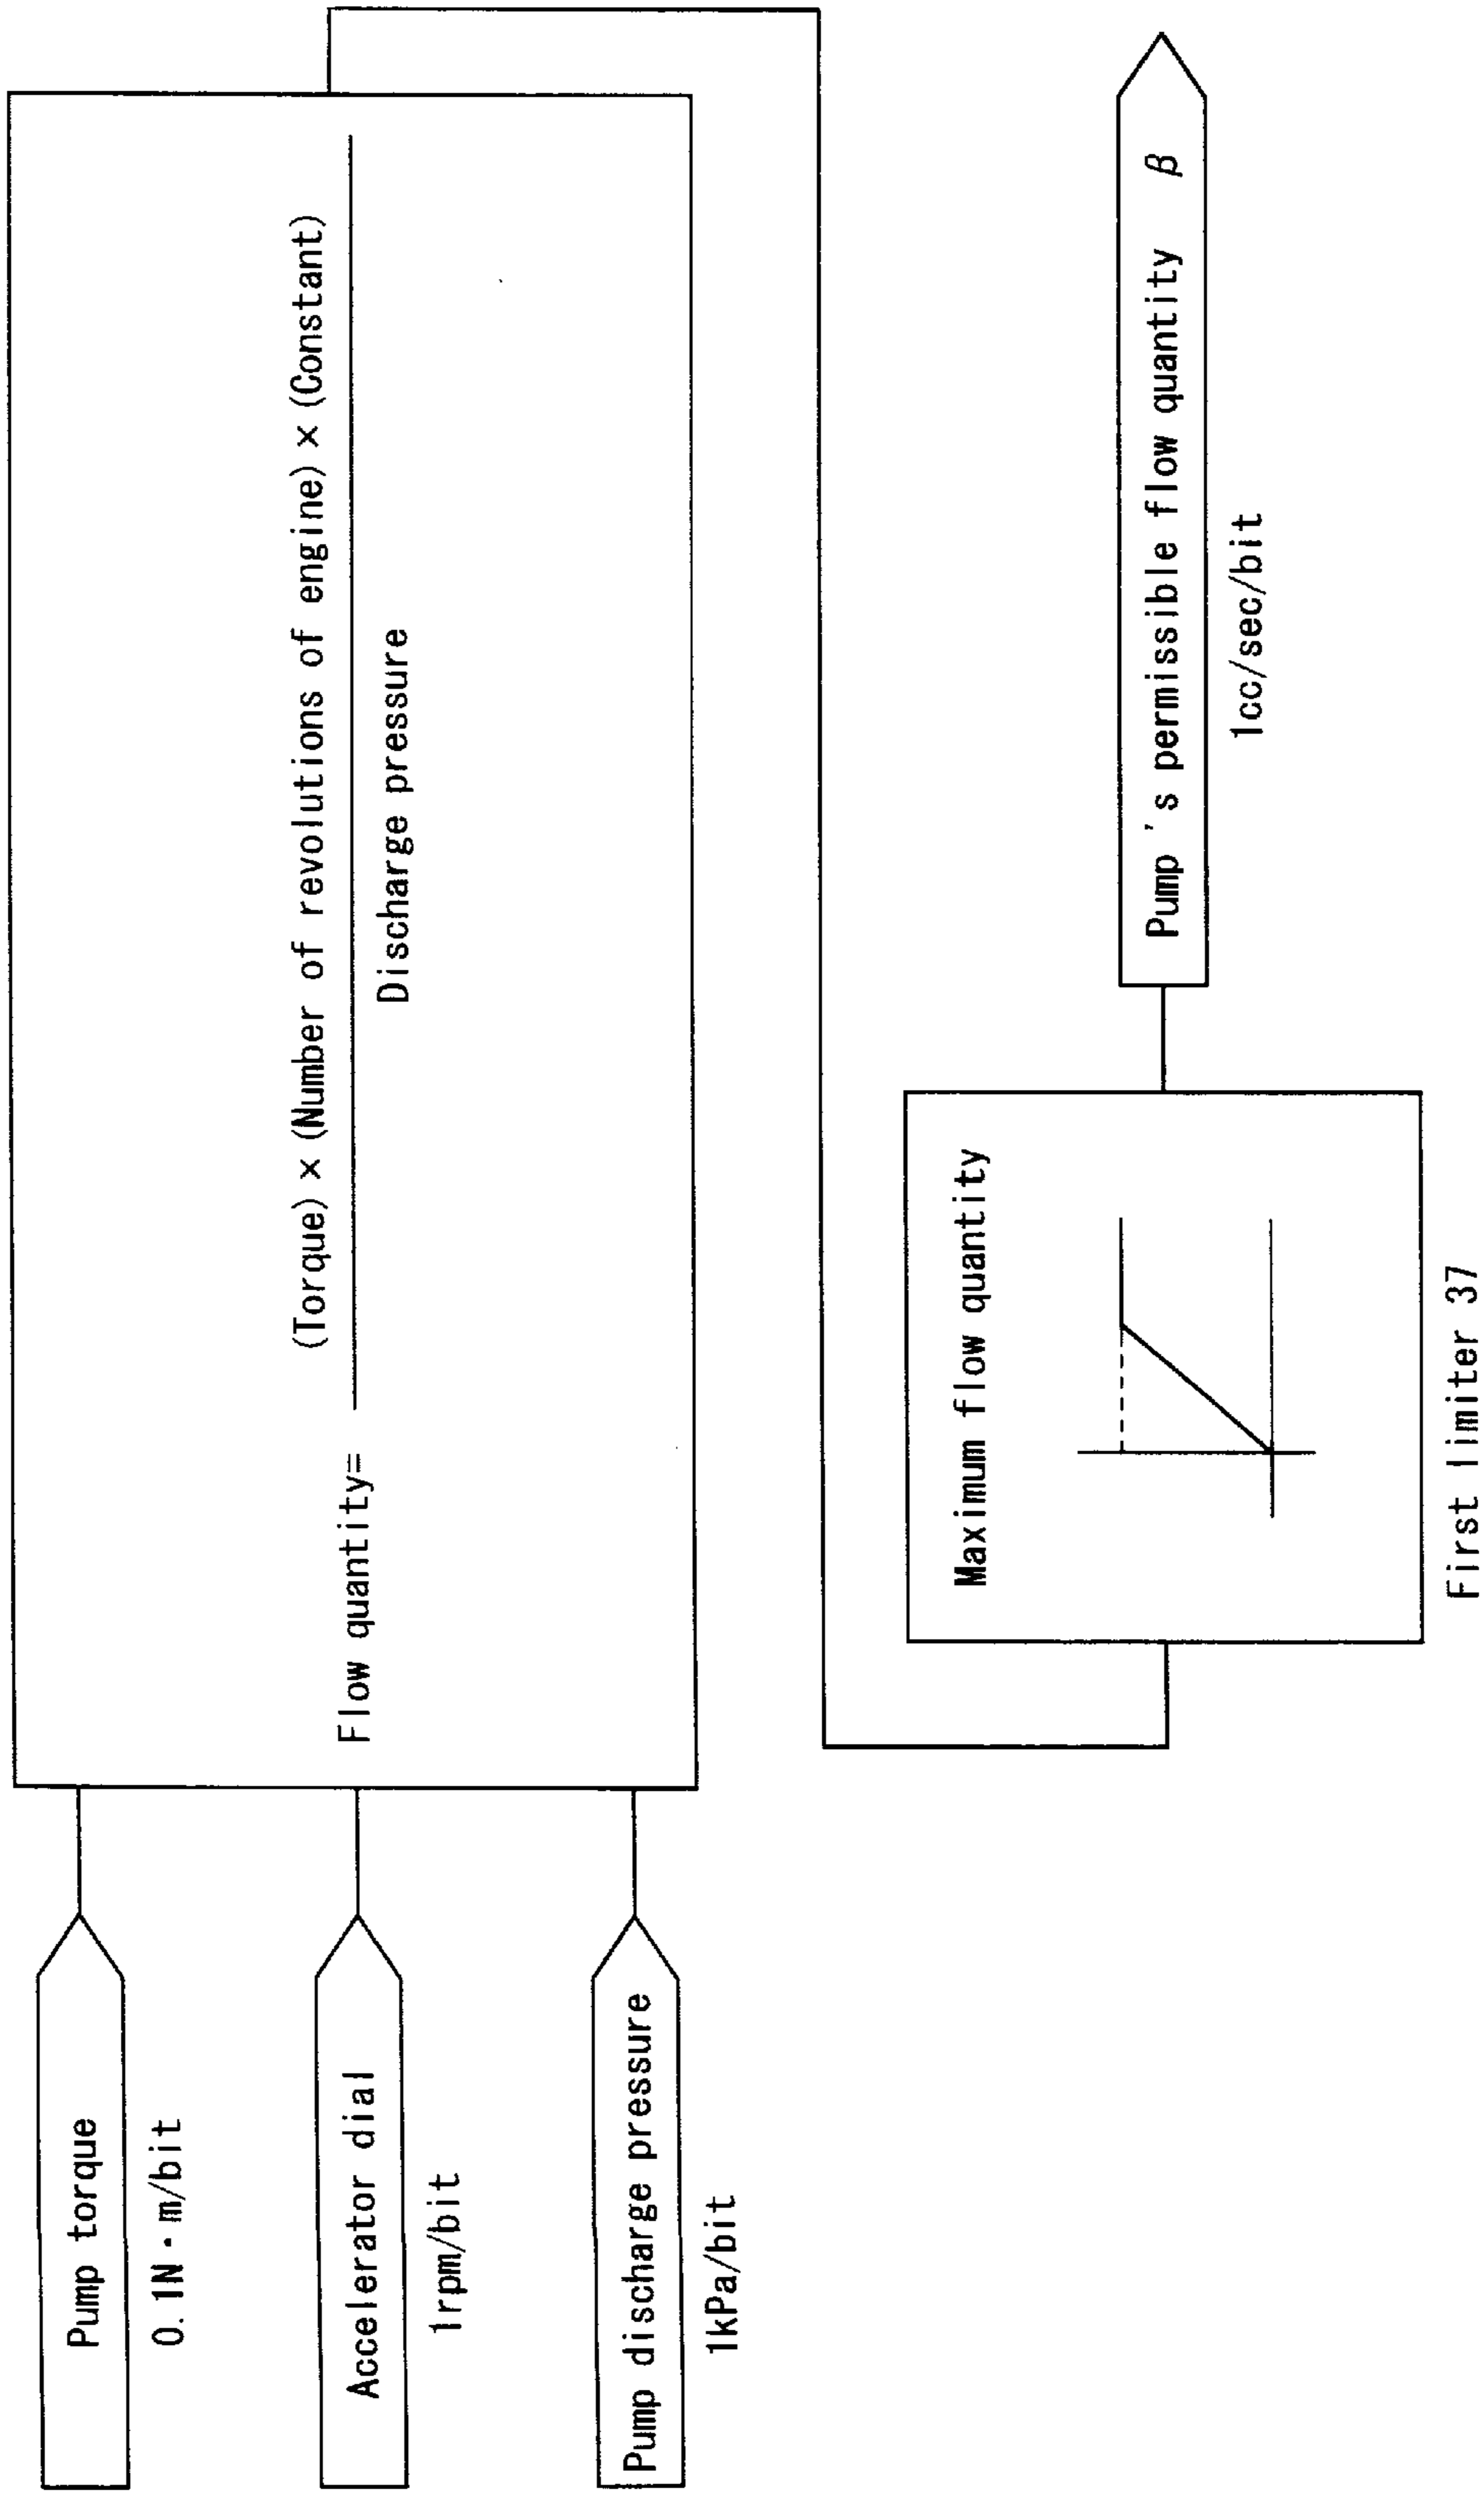 Pump torque
0.1N·m/bit
Accelerator dial
1rpm/bit
Pump discharge pressure
1kPa/bit
(Torque)×(Number of revolutions of engine)×(Constant)
Flow quantity=
Discharge pressure
Maximum flow quantity
First limiter 37
Pump's permissible flow quantity β
1cc/sec/bit